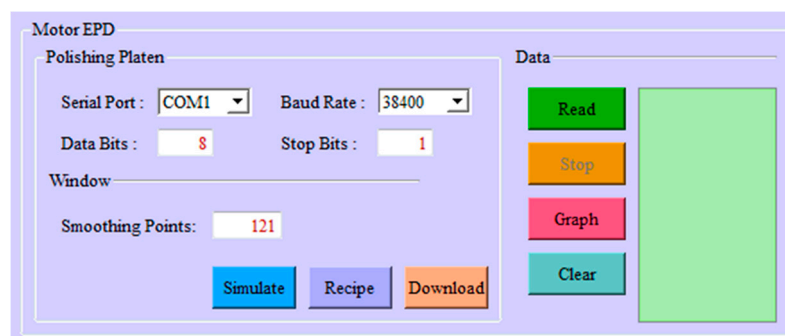 Motor EPD
Polishing Platen
Data
Serial Port : COM1 Baud Rate : 38400
Read
Data Bits : 8 Stop Bits : 1
Stop
Window
Smoothing Points: 121
Graph
Clear
Simulate Recipe Download